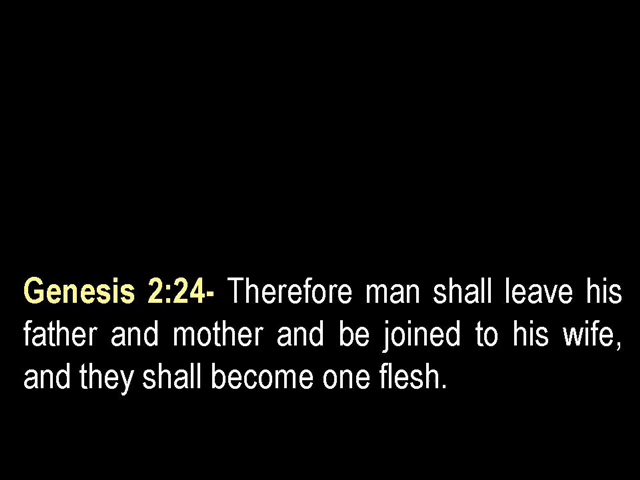 Genesis 2:24- Therefore man shall leave his
father and mother and be joined to his wife,
and they shall become one flesh.